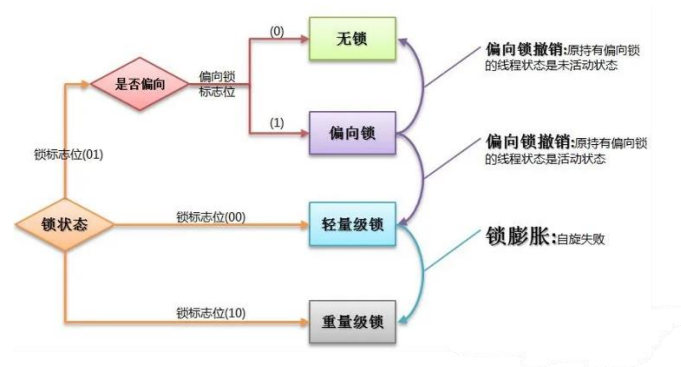 (0)
无锁
偏向锁撤销:原持有偏向锁
的线程状态是未活动状态
是否偏向
偏向锁
标志位
(1)
偏向锁
偏向锁撤销:原持有偏向锁
的线程状态是活动状态
锁标志位(01)
锁状态
锁标志位(00)
轻量级锁
锁膨胀:自旋失败
锁标志位(10)
重量级锁